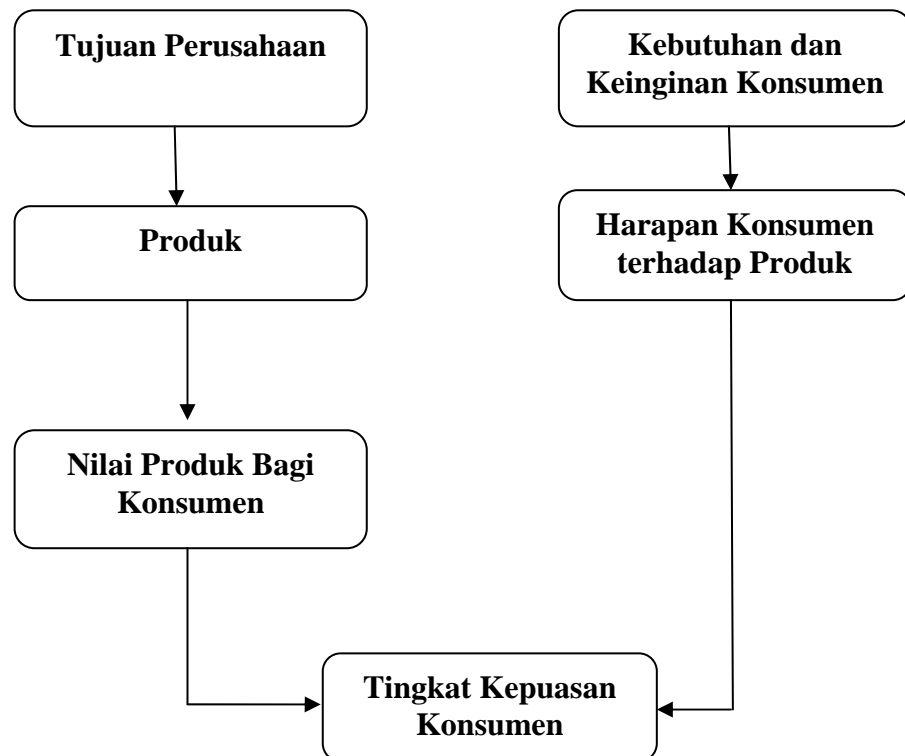 Tujuan Perusahaan
Kebutuhan dan
Keinginan Konsumen
Produk
Harapan Konsumen
terhadap Produk
Nilai Produk Bagi
Konsumen
Tingkat Kepuasan
Konsumen